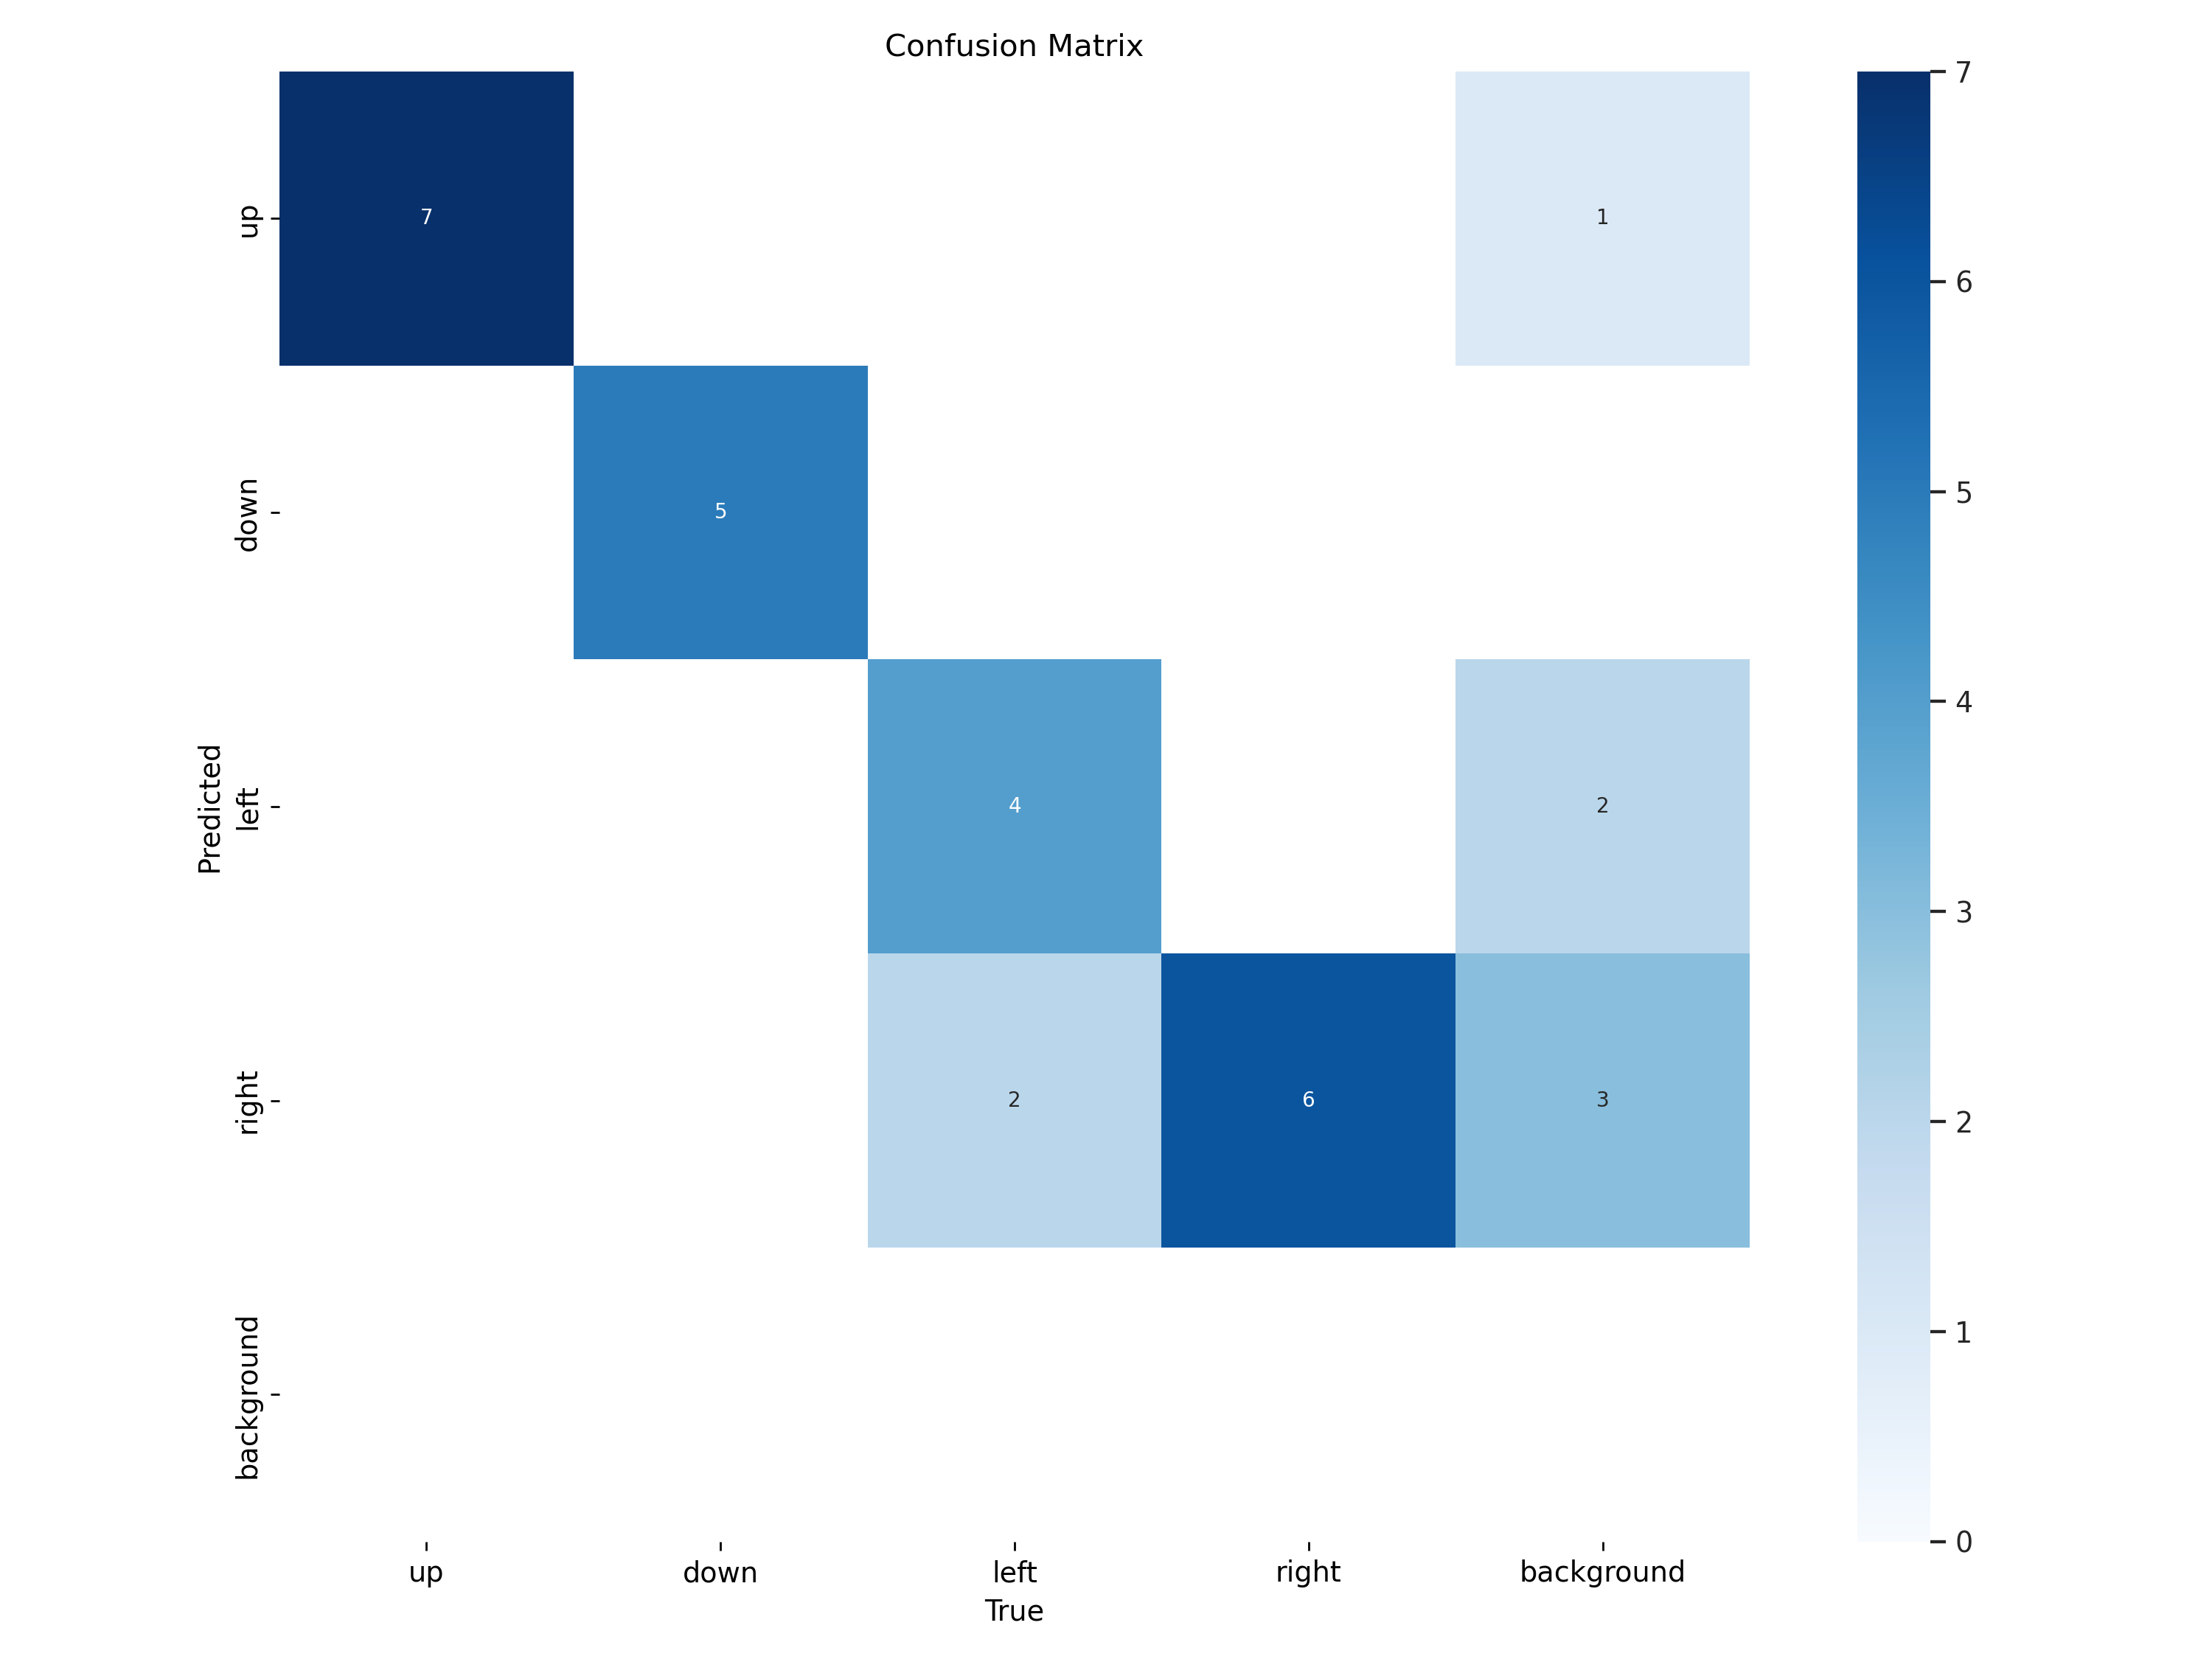 Confusion Matrix
7
1
5
4
2
2
6
3
up
down
left
right
background
Predicted
up
down
left
right
background
True
7
6
5
4
3
2
1
0